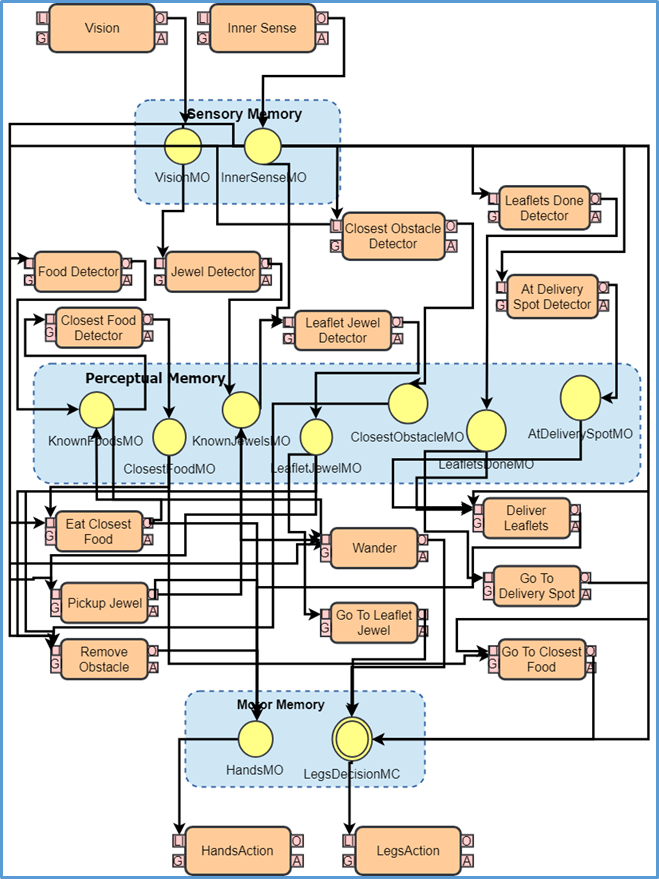 Vision
I
O
G
A
Inner Sense
I
O
G
A
Sensory Memory
VisionMO
InnerSenseMO
Leaflets Done
Detector
I
O
G
A
Closest Obstacle
Detector
I
O
G
A
Food Detector
I
O
G
A
Jewel Detector
I
O
G
A
At Delivery
Spot Detector
I
O
G
A
Closest Food
Detector
I
O
G
A
Leaflet Jewel
Detector
I
O
G
A
Perceptual Memory
KnownFoodsMO
ClosestFoodMO
KnownJewelsMO
LeafletJewelMO
ClosestObstacleMO
LeafletsDoneMO
AtDeliverySpotMO
Eat Closest
Food
I
O
G
A
Wander
I
O
G
A
Deliver
Leaflets
I
O
G
A
Pickup Jewel
I
O
G
A
Go To Leaflet
Jewel
I
O
G
A
Go To
Delivery Spot
I
O
G
A
Remove
Obstacle
I
O
G
A
Go To Closest
Food
I
O
G
A
Motor Memory
HandsMO
LegsDecisionMC
HandsAction
I
O
G
A
LegsAction
I
O
G
A